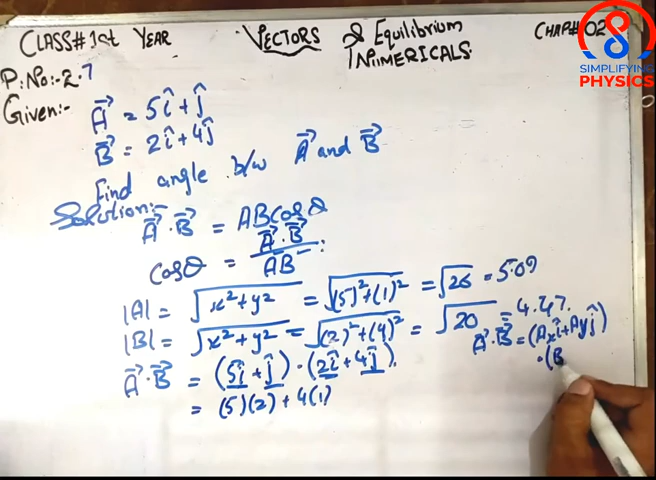 CLASS# 1st YEAR VECTORS & Equilibrium CHAP# 02
NUMERICALS.
SIMPLIFYING
PHYSICS
P.No:- 2.7
Given:-
A⃗ = 5î + ĵ
B⃗ = 2î + 4ĵ
Find angle b/w A⃗ and B⃗
Solution:-
A⃗ · B⃗ = AB cosθ
cosθ = A⃗ · B⃗ / AB
|A| = √x² + y² = √(5)² + (1)² = √26 = 5.09
|B| = √x² + y² = √(2)² + (4)² = √20 = 4.47.
A⃗ · B⃗ = (5î + ĵ) · (2î + 4ĵ).
= (5)(2) + 4(1)
A⃗ · B⃗ = (Axî + Ayĵ)
· (B